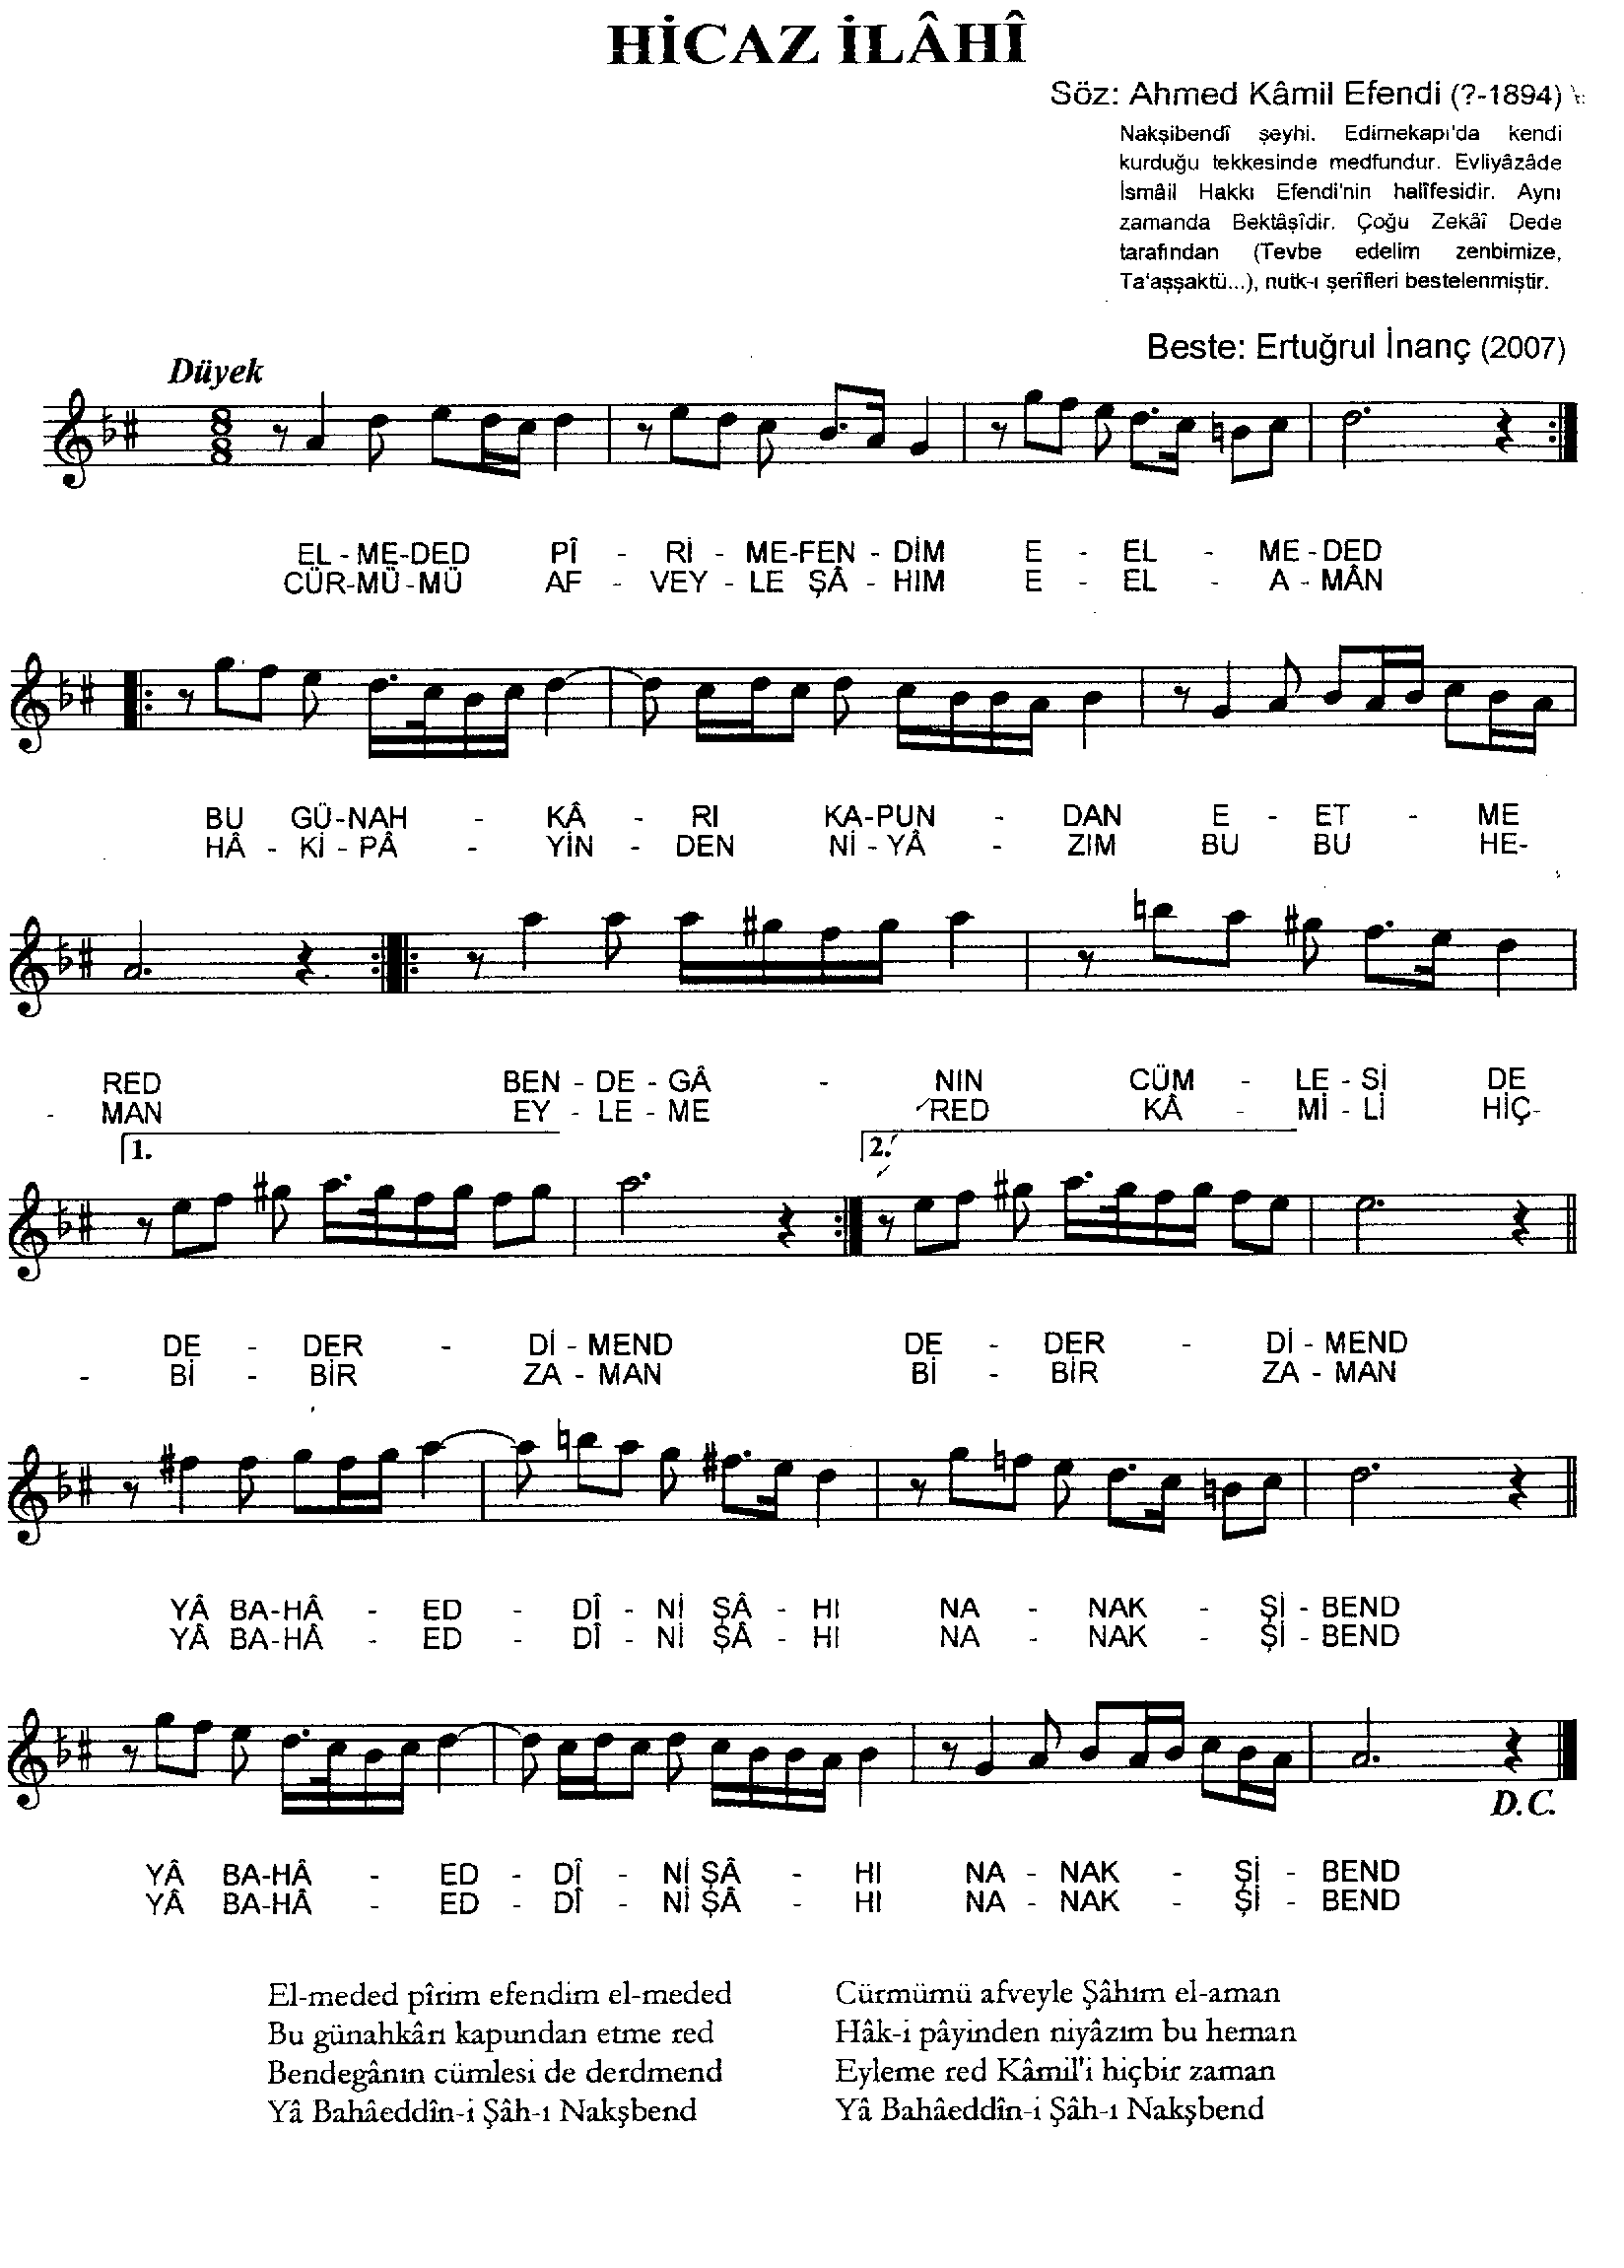 HİCAZ İLÂHÎ
Söz: Ahmed Kâmil Efendi (?-1894)
Nakşibendî şeyhi. Edirnekapı'da kendi
kurduğu tekkesinde medfundur. Evliyâzâde
İsmâil Hakkı Efendi'nin halîfesidir. Aynı
zamanda Bektâşîdir. Çoğu Zekâî Dede
tarafından (Tevbe edelim zenbimize,
Ta'aşşaktü...), nutk-ı şerîfleri bestelenmiştir.
Beste: Ertuğrul İnanç (2007)
Düyek
8
8
EL - ME-DED PÎ - Rİ - ME-FEN - DİM E - EL - ME - DED
CÜR-MÜ-MÜ AF - VEY - LE ŞÂ - HIM E - EL - A - MÂN
BU GÜ-NAH - KÂ - RI KA-PUN - DAN E - ET - ME
HÂ - Kİ - PÂ - YİN - DEN Nİ - YÂ - ZIM BU BU HE-
RED BEN - DE - GÂ - NIN CÜM - LE - Sİ DE
- MAN EY - LE - ME RED KÂ - Mİ - Lİ HİÇ-
1. 2.
DE - DER - Dİ - MEND DE - DER - Dİ - MEND
- Bİ - BİR ZA - MAN Bİ - BİR ZA - MAN
YÂ BA-HÂ - ED - DÎ - Nİ ŞÂ - HI NA - NAK - Şİ - BEND
YÂ BA-HÂ - ED - DÎ - Nİ ŞÂ - HI NA - NAK - Şİ - BEND
D.C.
YÂ BA-HÂ - ED - DÎ - Nİ ŞÂ - HI NA - NAK - Şİ - BEND
YÂ BA-HÂ - ED - DÎ - Nİ ŞÂ - HI NA - NAK - Şİ - BEND
El-meded pîrim efendim el-meded
Bu günahkârı kapundan etme red
Bendegânın cümlesi de derdmend
Yâ Bahâeddîn-i Şâh-ı Nakşbend
Cürmümü afveyle Şâhım el-aman
Hâk-i pâyinden niyâzım bu heman
Eyleme red Kâmil'i hiçbir zaman
Yâ Bahâeddîn-i Şâh-ı Nakşbend